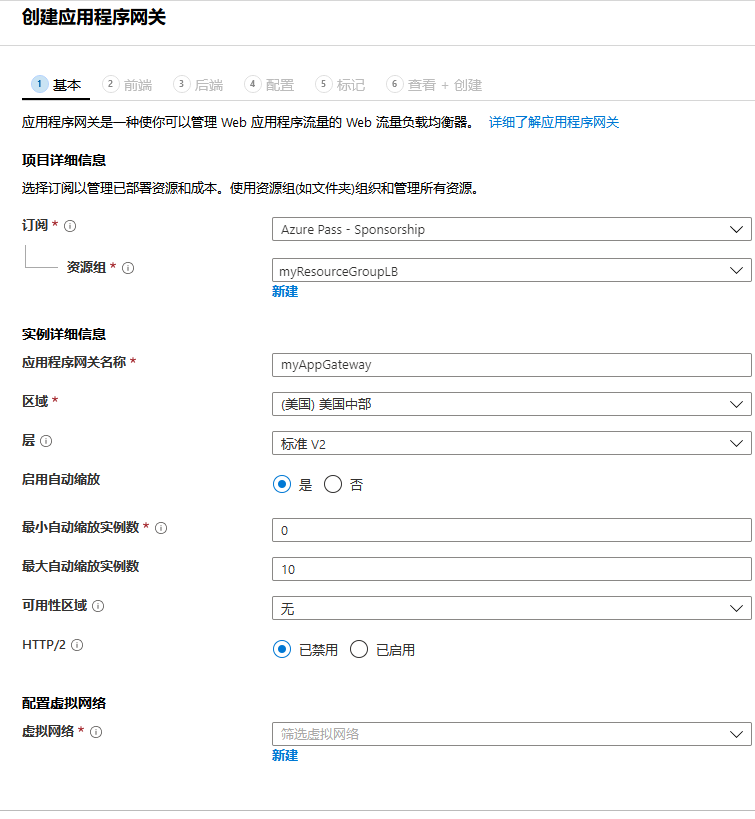 创建应用程序网关
1 基本 2 前端 3 后端 4 配置 5 标记 6 查看 + 创建
应用程序网关是一种使你可以管理 Web 应用程序流量的 Web 流量负载均衡器。 详细了解应用程序网关
项目详细信息
选择订阅以管理已部署资源和成本。使用资源组(如文件夹)组织和管理所有资源。
订阅 * Azure Pass - Sponsorship
资源组 * myResourceGroupLB
新建
实例详细信息
应用程序网关名称 * myAppGateway
区域 * (美国) 美国中部
层 标准 V2
启用自动缩放 是 否
最小自动缩放实例数 * 0
最大自动缩放实例数 10
可用性区域 无
HTTP/2 已禁用 已启用
配置虚拟网络
虚拟网络 * 筛选虚拟网络
新建